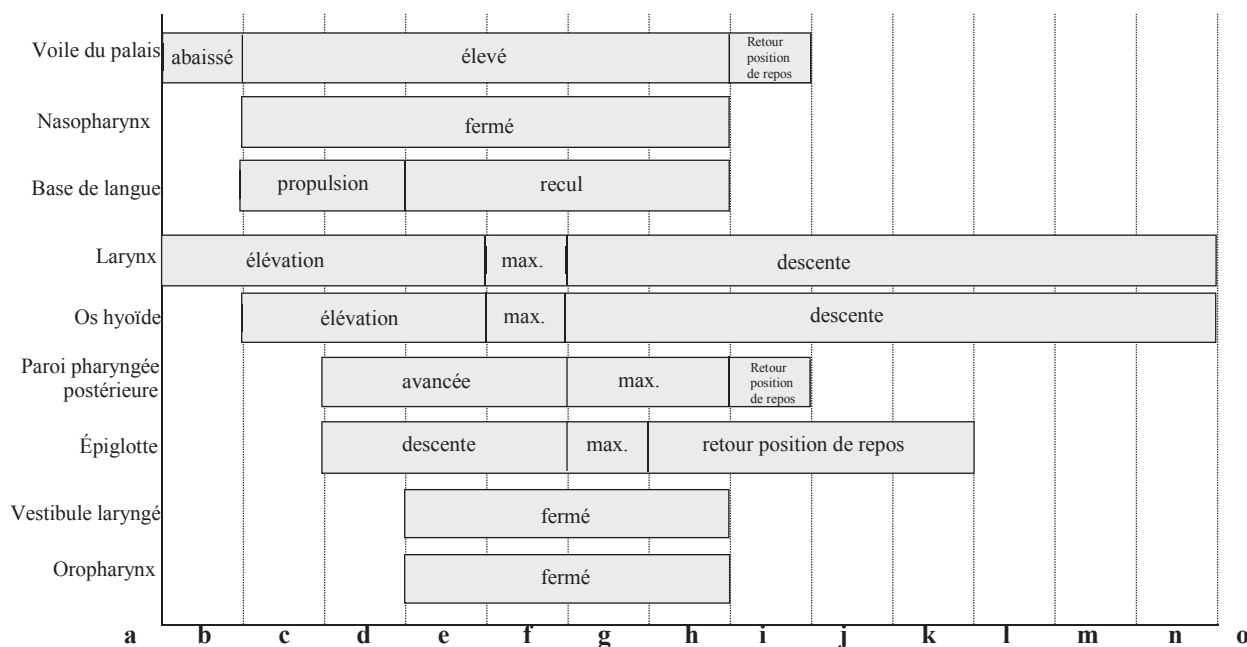 Voile du palais
abaissé
élevé
Retour
position
de repos
Nasopharynx
fermé
Base de langue
propulsion
recul
Larynx
élévation
max.
descente
Os hyoïde
élévation
max.
descente
Paroi pharyngée
postérieure
avancée
max.
Retour
position
de repos
Épiglotte
descente
max.
retour position de repos
Vestibule laryngé
fermé
Oropharynx
fermé
a b c d e f g h i j k l m n o